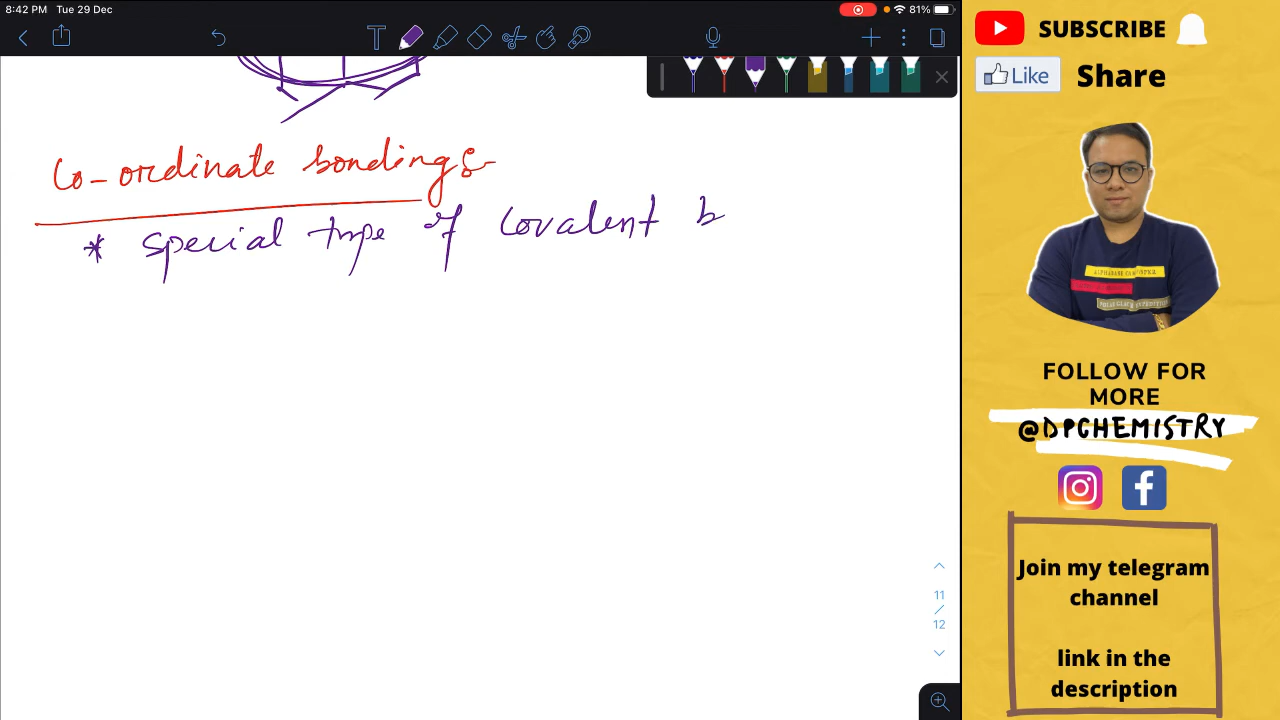 8:42 PM Tue 29 Dec
81%
T
Co-ordinate bondings-
* special type of covalent b
11
/
12
SUBSCRIBE
Like Share
ALPHABASE
FOLLOW FOR
MORE
@DPCHEMISTRY
Join my telegram
channel
link in the
description